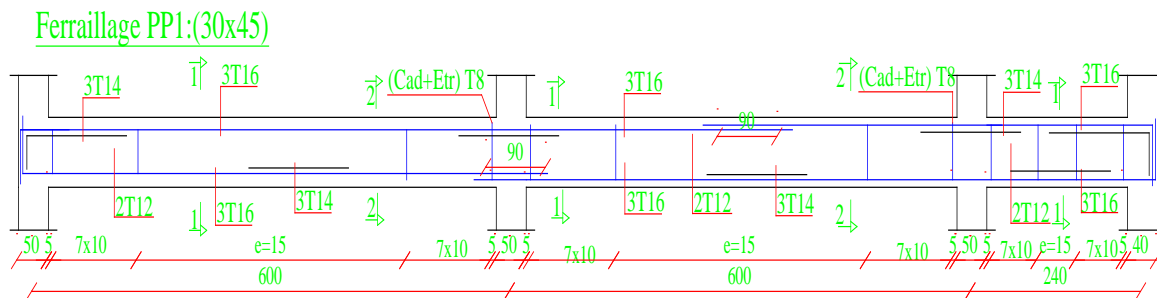 Ferraillage PP1:(30x45)
1 3T14 3T16 2 (Cad+Etr) T8 1 3T16 90 2 (Cad+Etr) T8 3T14 1 3T16
90
2T12 1 3T16 3T14 2 1 3T16 2T12 3T14 2 2T12 1 3T16
50 5 7x10 e=15 7x10 5 50 5 7x10 e=15 7x10 5 50 5 7x10 e=15 7x10 5 40
600 600 240